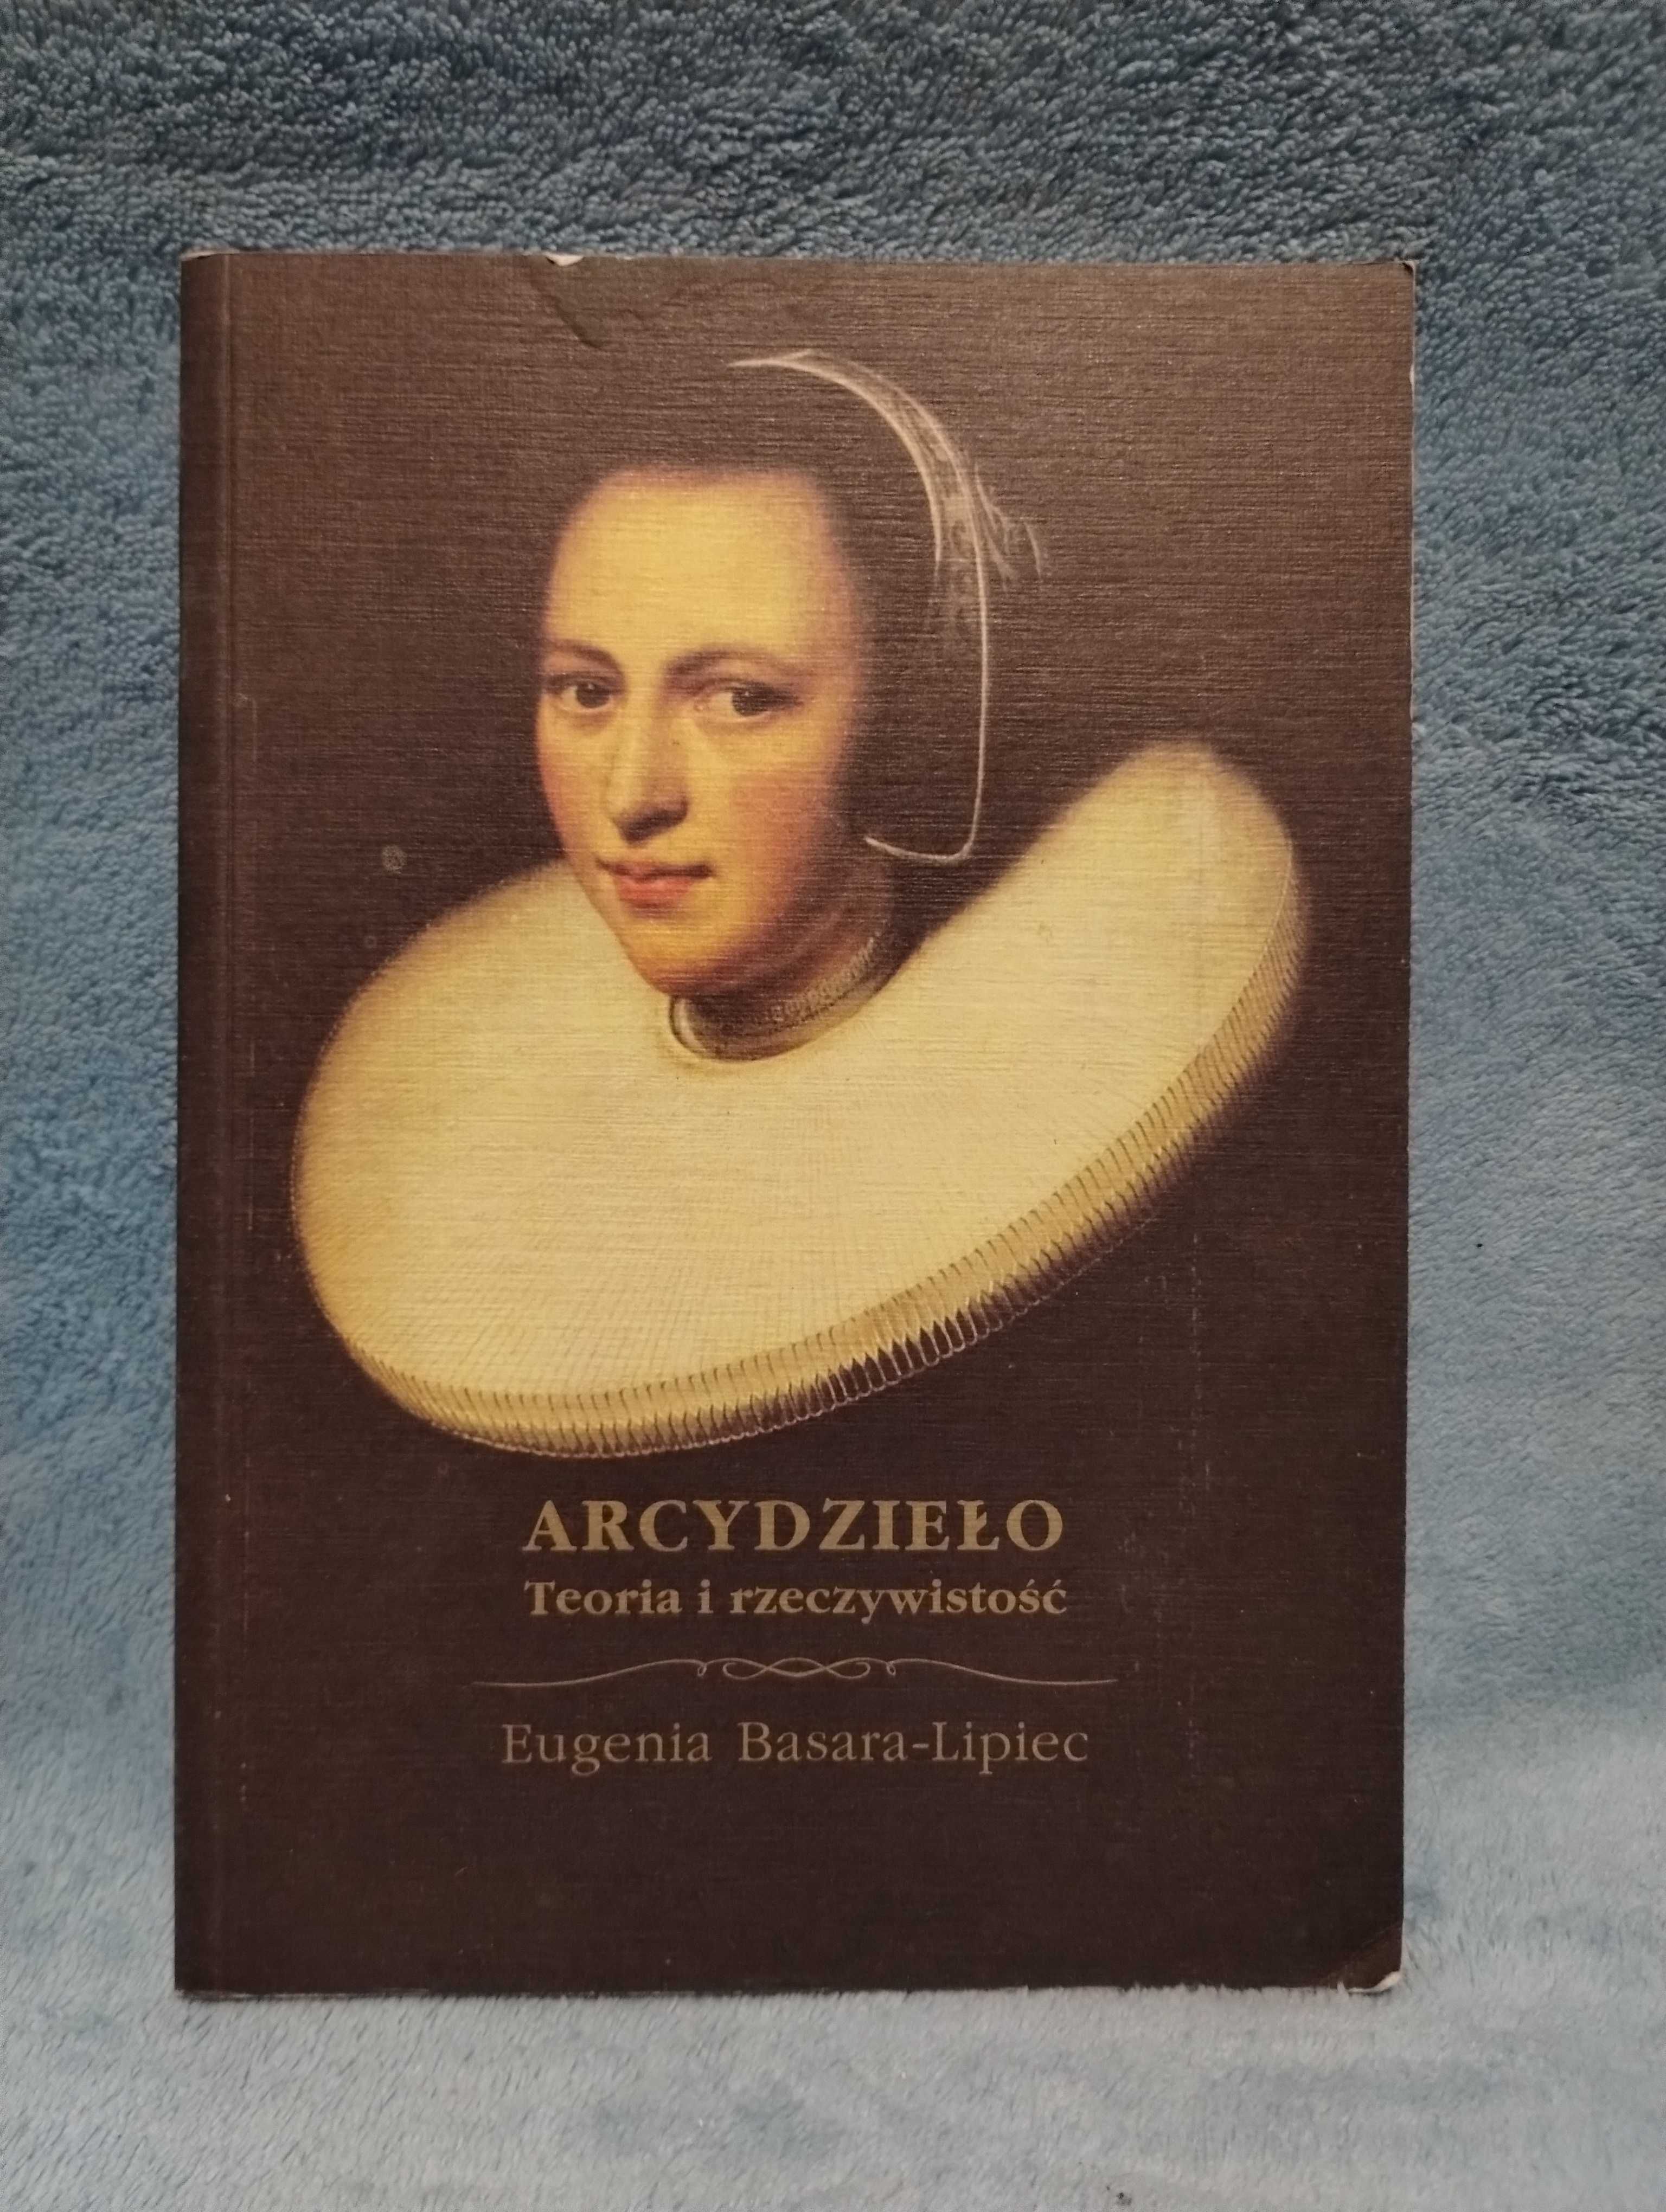 ARCYDZIEŁO
Teoria i rzeczywistość
Eugenia Basara-Lipiec